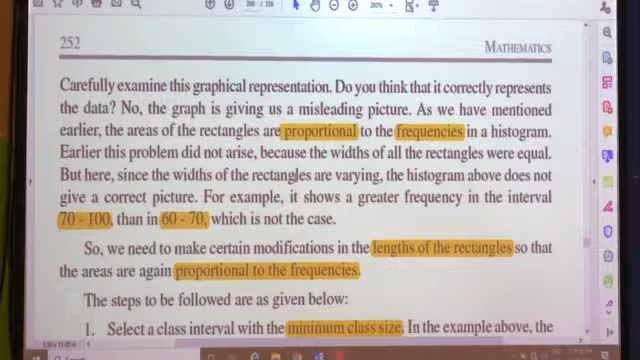 252
MATHEMATICS
Carefully examine this graphical representation. Do you think that it correctly represents
the data? No, the graph is giving us a misleading picture. As we have mentioned
earlier, the areas of the rectangles are proportional to the frequencies in a histogram.
Earlier this problem did not arise, because the widths of all the rectangles were equal.
But here, since the widths of the rectangles are varying, the histogram above does not
give a correct picture. For example, it shows a greater frequency in the interval
70 - 100, than in 60 - 70, which is not the case.
So, we need to make certain modifications in the lengths of the rectangles so that
the areas are again proportional to the frequencies.
The steps to be followed are as given below:
1. Select a class interval with the minimum class size. In the example above, the